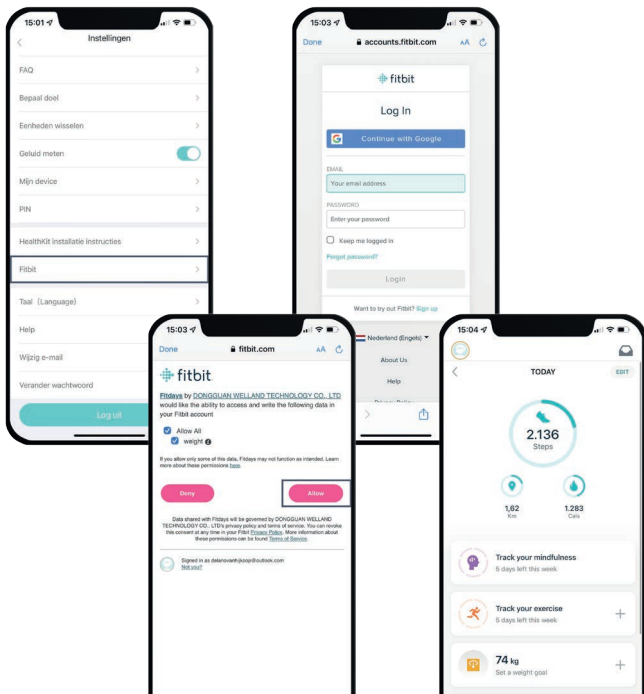 15:01
Instellingen
FAQ
Bepaal doel
Eenheden wisselen
Geluid meten
Mijn device
PIN
HealthKit installatie instructies
Fitbit
Taal (Language)
Help
Wijzig e-mail
Verander wachtwoord
Log uit
15:03
Done
accounts.fitbit.com
AA
fitbit
Log In
Continue with Google
EMAIL
Your email address
PASSWORD
Enter your password
Keep me logged in
Forgot password?
Login
Want to try out Fitbit? Sign up
Nederland (Engels)
About Us
Help
15:03
Done
fitbit.com
AA
fitbit
Fitdays by DONGGUAN WELLAND TECHNOLOGY CO., LTD
would like the ability to access and write the following data in
your Fitbit account
Allow All
weight
If you allow only some of this data, Fitdays may not function as intended. Learn
more about these permissions here.
Deny
Allow
Data shared with Fitdays will be governed by DONGGUAN WELLAND
TECHNOLOGY CO., LTD's privacy policy and terms of service. You can revoke
this consent at any time in your Fitbit Privacy Policy. More information about
these permissions can be found Terms of Service.
Signed in as delanovanhijkoop@outlook.com
Not you?
15:04
TODAY
EDIT
2.136
Steps
1,62
Km
1.283
Cals
Track your mindfulness
5 days left this week
Track your exercise
5 days left this week
74 kg
Set a weight goal